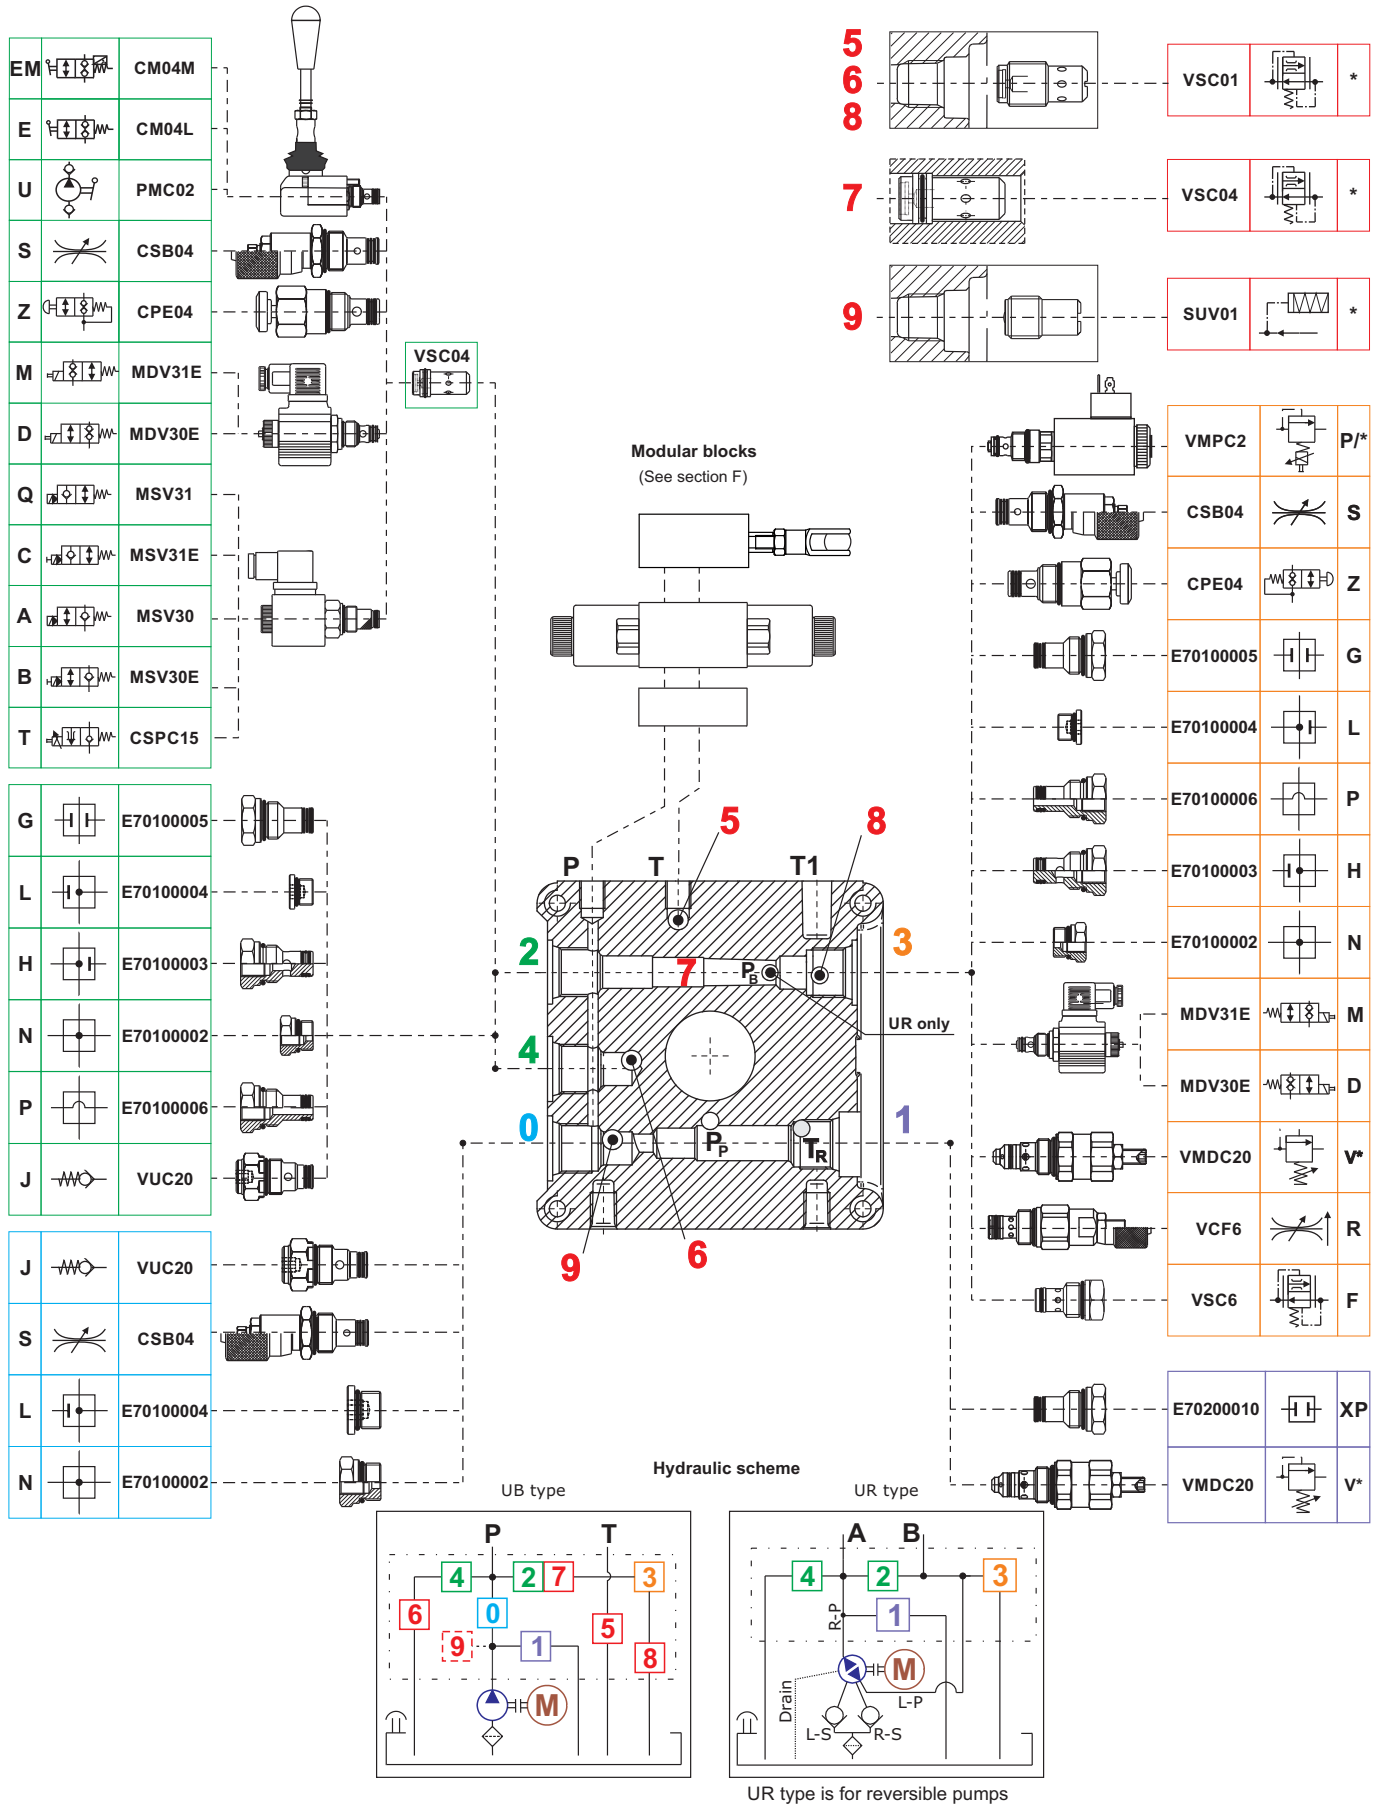 EM CM04M
E CM04L
U PMC02
S CSB04
Z CPE04
M MDV31E
D MDV30E
Q MSV31
C MSV31E
A MSV30
B MSV30E
T CSPC15
VSC04
G E70100005
L E70100004
H E70100003
N E70100002
P E70100006
J VUC20
J VUC20
S CSB04
L E70100004
N E70100002
5
6
8
VSC01 *
7
VSC04 *
9
SUV01 *
VMPC2 P/*
CSB04 S
CPE04 Z
E70100005 G
E70100004 L
E70100006 P
E70100003 H
E70100002 N
MDV31E M
MDV30E D
VMDC20 V*
VCF6 R
VSC6 F
E70200010 XP
VMDC20 V*
Modular blocks
(See section F)
5 8
P T T1
2 3
7 PB
UR only
4
0 1
PP TR
9 6
Hydraulic scheme
UB type
P T
4 2 7 3
6 0 5
9 1 8
M
UR type
A B
4 2 3
R-P 1
M
Drain L-P
L-S R-S
UR type is for reversible pumps